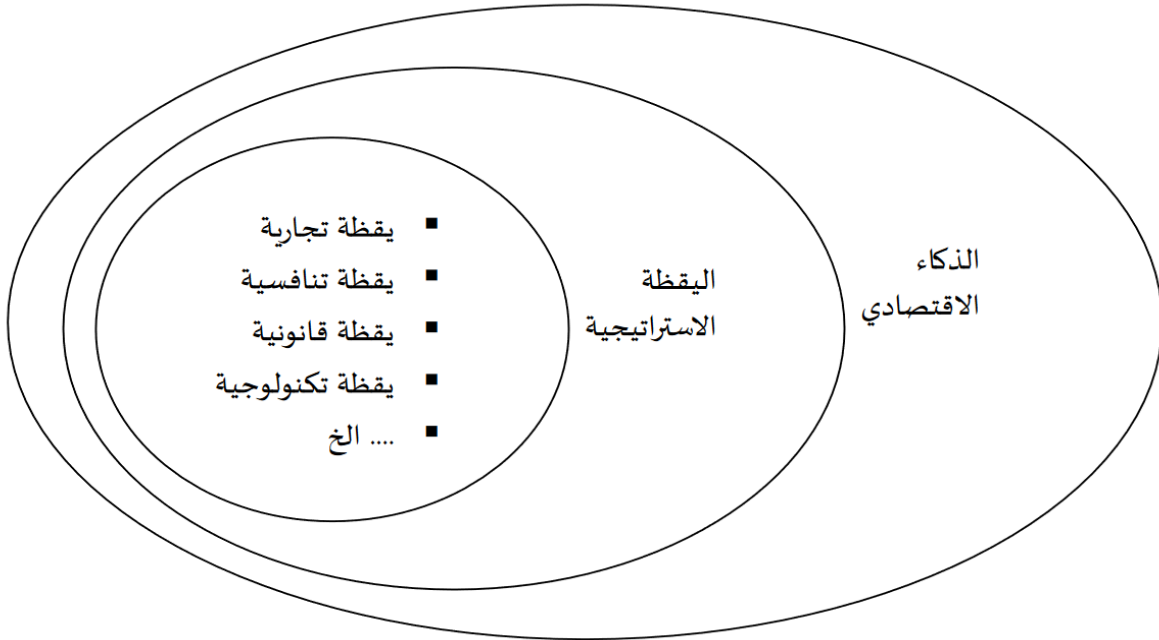 الذكاء
الاقتصادي
اليقظة
الاستراتيجية
▪ يقظة تجارية
▪ يقظة تنافسية
▪ يقظة قانونية
▪ يقظة تكنولوجية
▪ .... الخ